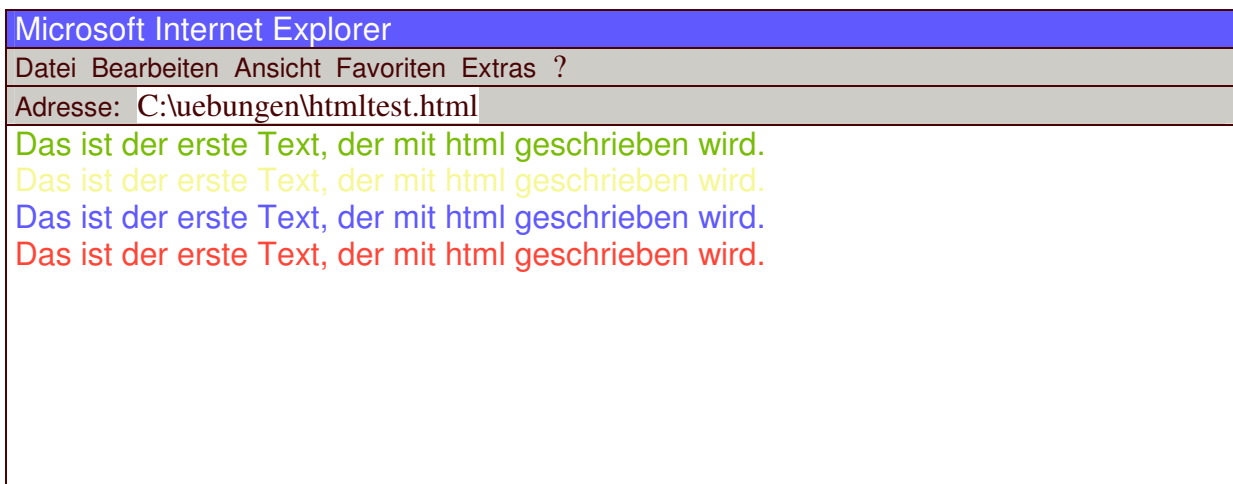 Microsoft Internet Explorer
Datei Bearbeiten Ansicht Favoriten Extras ?
Adresse: C:\uebungen\htmltest.html
Das ist der erste Text, der mit html geschrieben wird.
Das ist der erste Text, der mit html geschrieben wird.
Das ist der erste Text, der mit html geschrieben wird.
Das ist der erste Text, der mit html geschrieben wird.